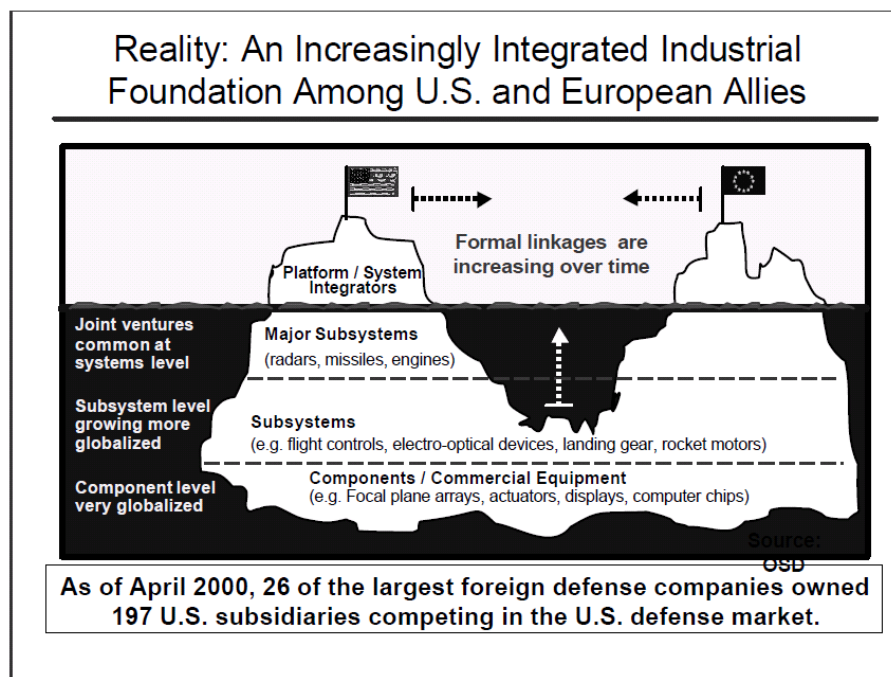 Reality: An Increasingly Integrated Industrial
Foundation Among U.S. and European Allies
Formal linkages are
increasing over time
Platform / System
Integrators
Joint ventures
common at
systems level
Major Subsystems
(radars, missiles, engines)
Subsystem level
growing more
globalized
Subsystems
(e.g. flight controls, electro-optical devices, landing gear, rocket motors)
Component level
very globalized
Components / Commercial Equipment
(e.g. Focal plane arrays, actuators, displays, computer chips)
Source:
OSD
As of April 2000, 26 of the largest foreign defense companies owned
197 U.S. subsidiaries competing in the U.S. defense market.